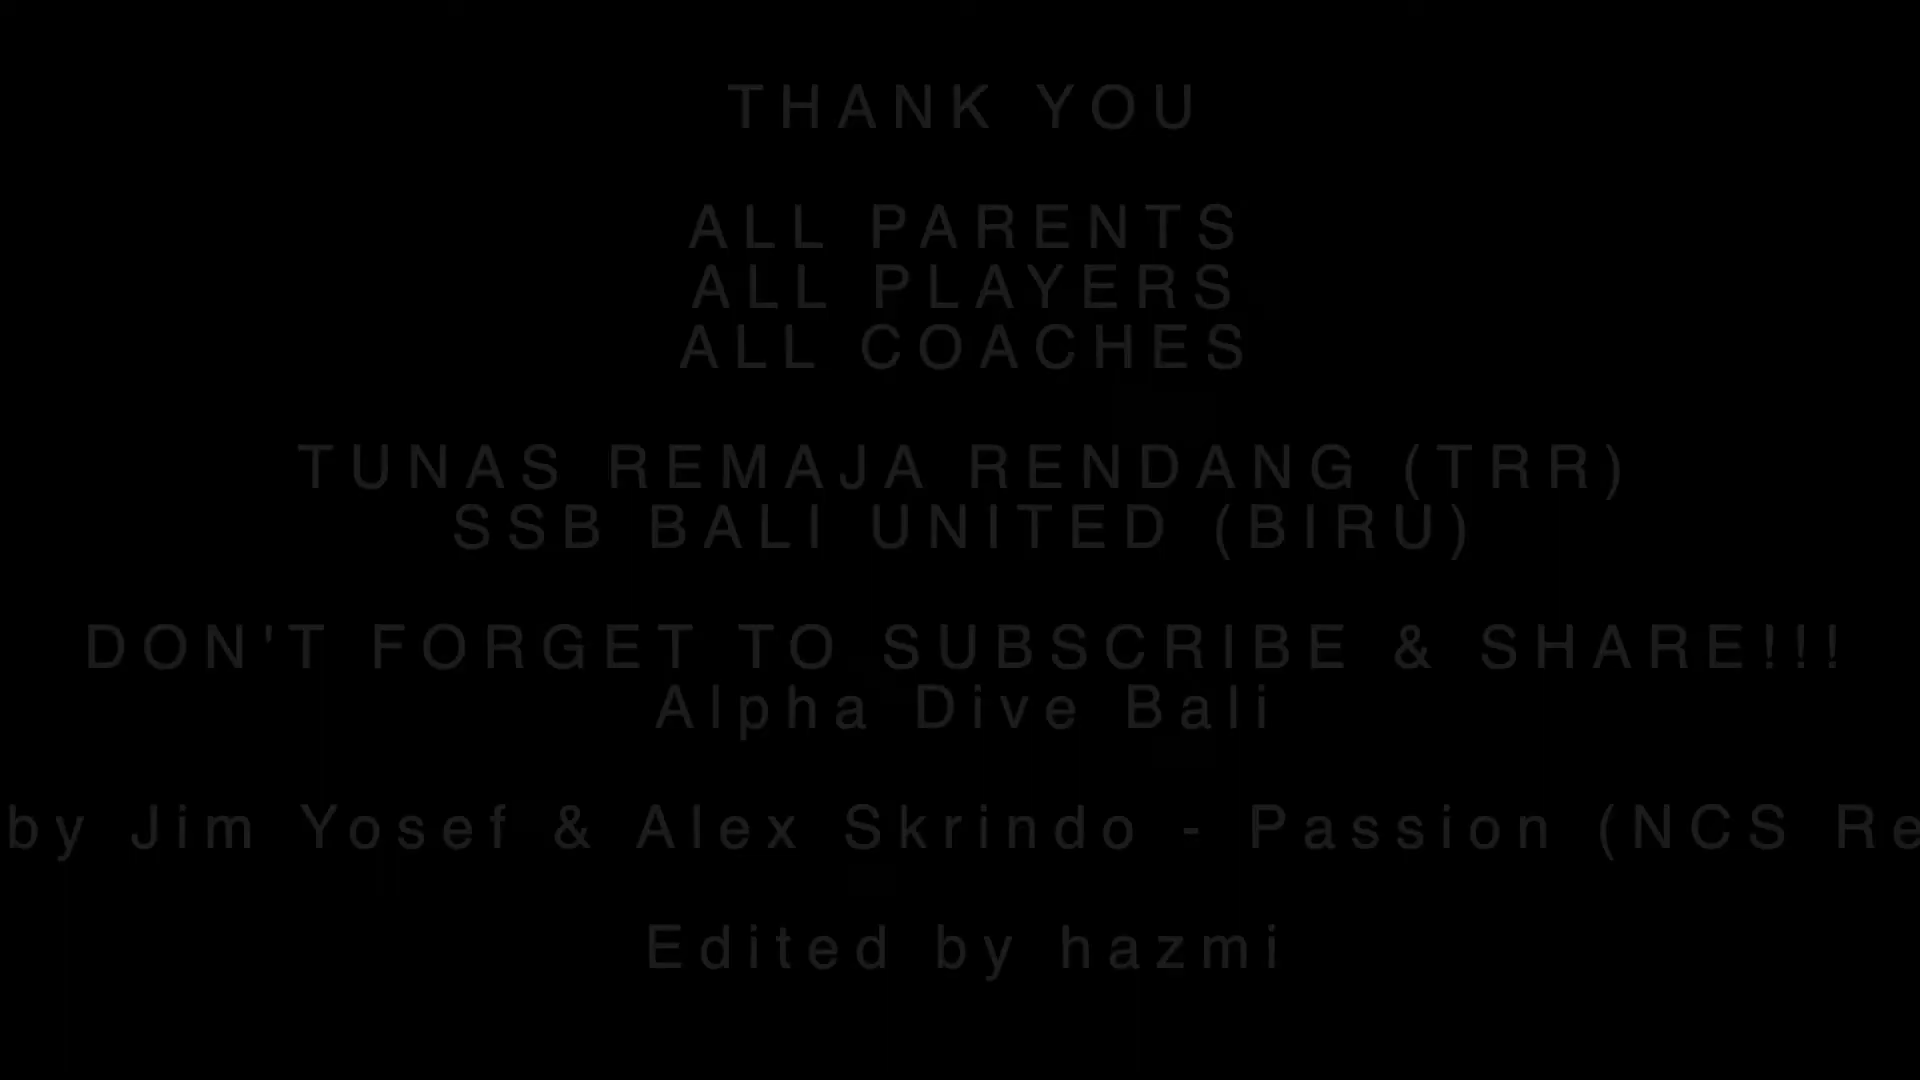 THANK YOU
ALL PARENTS
ALL PLAYERS
ALL COACHES
TUNAS REMAJA RENDANG (TRR)
SSB BALI UNITED (BIRU)
DON'T FORGET TO SUBSCRIBE & SHARE!!!
Alpha Dive Bali
by Jim Yosef & Alex Skrindo - Passion (NCS Re
Edited by hazmi